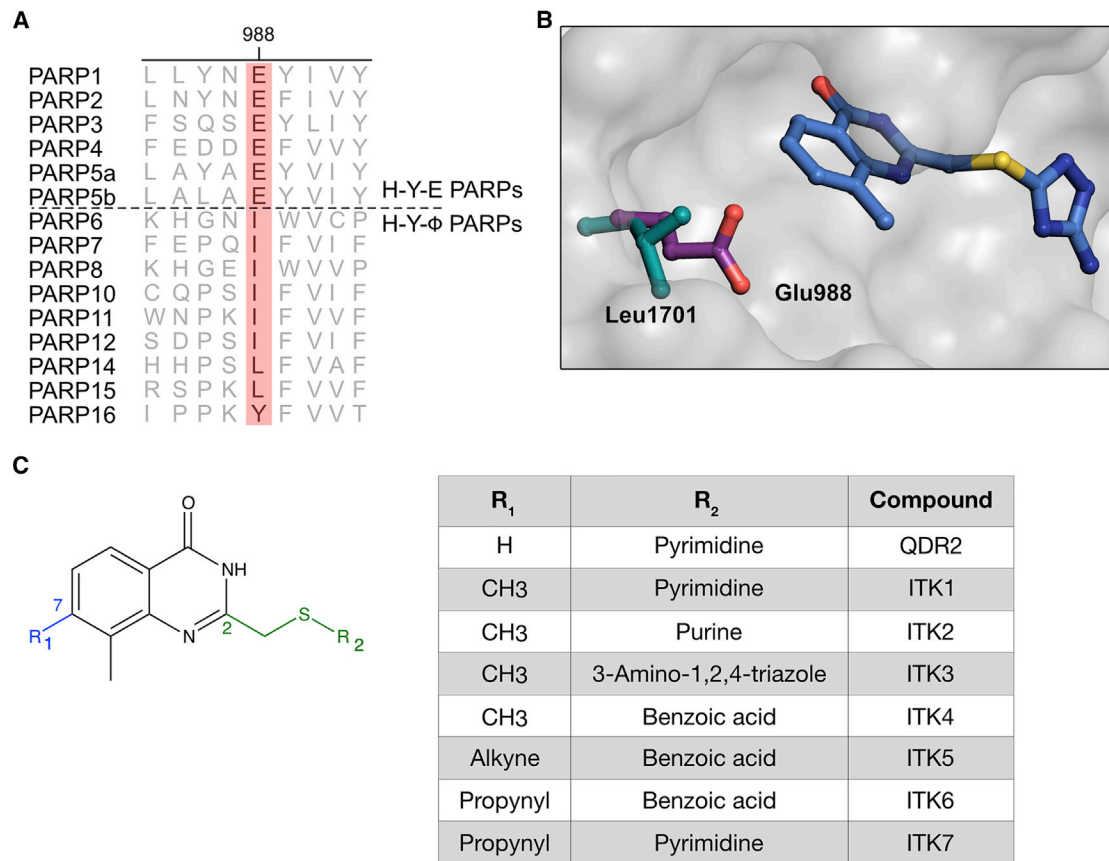 A
988
PARP1 L L Y N E Y I V Y
PARP2 L N Y N E F I V Y
PARP3 F S Q S E Y L I Y
PARP4 F E D D E F V V Y
PARP5a L A Y A E Y V I Y
PARP5b L A L A E Y V I Y
H-Y-E PARPs
H-Y-Φ PARPs
PARP6 K H G N I W V C P
PARP7 F E P Q I F V I F
PARP8 K H G E I W V V P
PARP10 C Q P S I F V I F
PARP11 W N P K I F V V F
PARP12 S D P S I F V I F
PARP14 H H P S L F V A F
PARP15 R S P K L F V V F
PARP16 I P P K Y F V V T
B
Leu1701
Glu988
C
O
NH
N
S
7
2
R1
R2
R1 R2 Compound
H Pyrimidine QDR2
CH3 Pyrimidine ITK1
CH3 Purine ITK2
CH3 3-Amino-1,2,4-triazole ITK3
CH3 Benzoic acid ITK4
Alkyne Benzoic acid ITK5
Propynyl Benzoic acid ITK6
Propynyl Pyrimidine ITK7